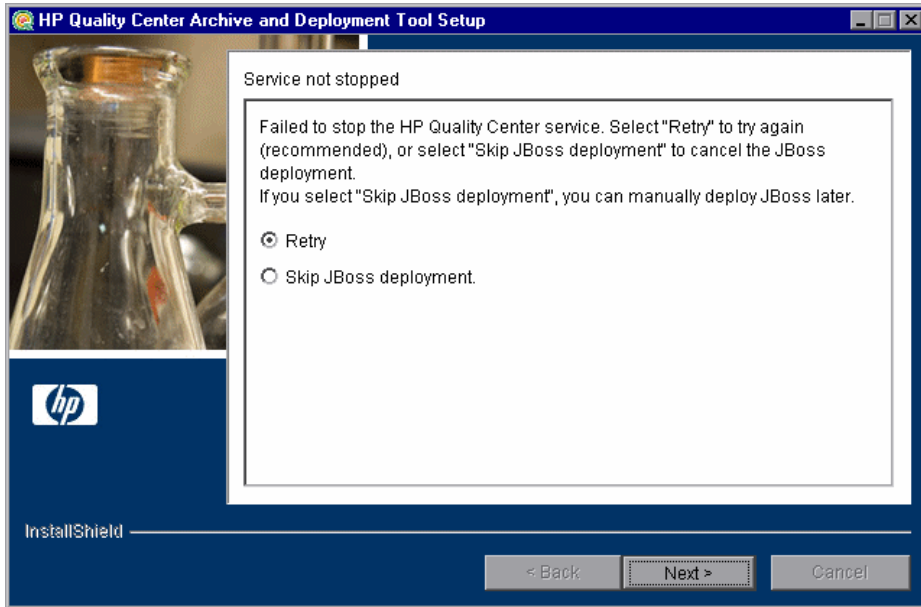 HP Quality Center Archive and Deployment Tool Setup
Service not stopped
Failed to stop the HP Quality Center service. Select "Retry" to try again
(recommended), or select "Skip JBoss deployment" to cancel the JBoss
deployment.
If you select "Skip JBoss deployment", you can manually deploy JBoss later.
Retry
Skip JBoss deployment.
hp
InstallShield
< Back
Next >
Cancel